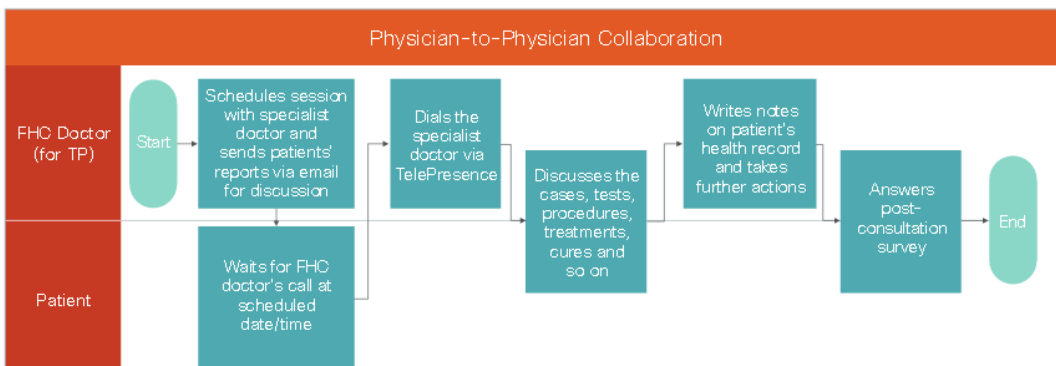 Physician-to-Physician Collaboration
FHC Doctor
(for TP)
Start
Schedules session
with specialist
doctor and
sends patients'
reports via email
for discussion
Dials the
specialist
doctor via
TelePresence
Discusses the
cases, tests,
procedures,
treatments,
cures and
so on
Writes notes
on patient's
health record
and takes
further actions
Answers
post-
consultation
survey
End
Patient
Waits for FHC
doctor's call at
scheduled
date/time